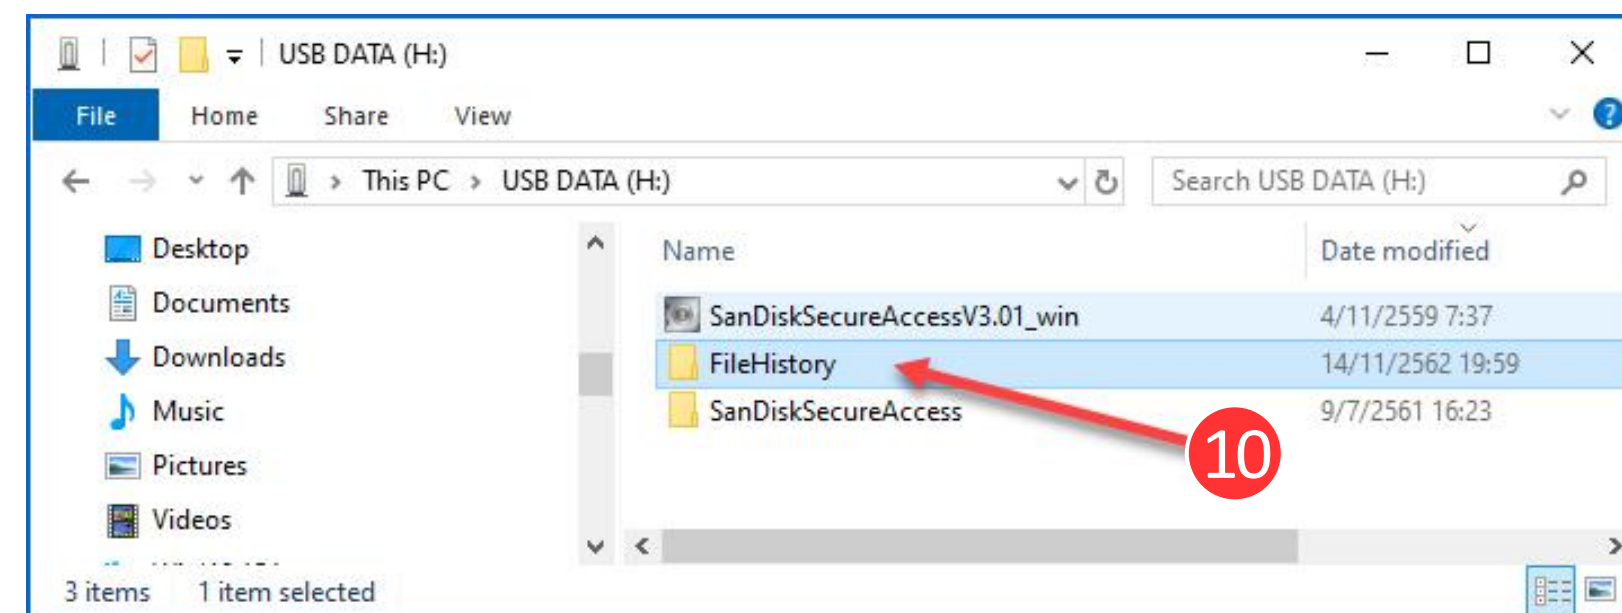 USB DATA (H:)
File Home Share View
This PC > USB DATA (H:) Search USB DATA (H:)
Desktop
Documents
Downloads
Music
Pictures
Videos
Name Date modified
SanDiskSecureAccessV3.01_win 4/11/2559 7:37
FileHistory 14/11/2562 19:59
SanDiskSecureAccess 9/7/2561 16:23
10
3 items 1 item selected